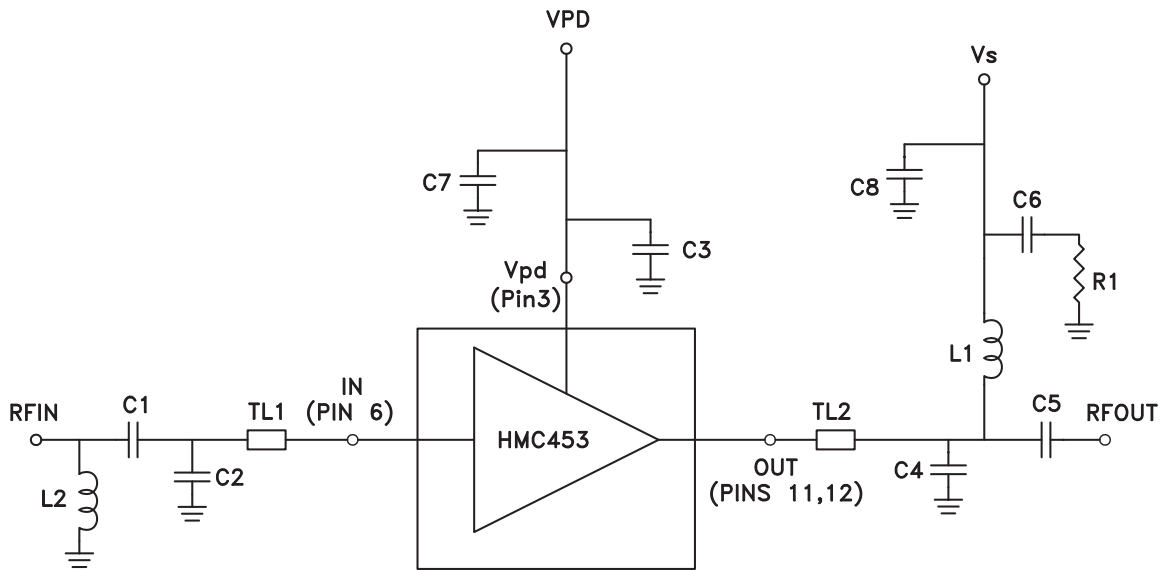 VPD
Vs
C7
C8
C6
C3
Vpd
(Pin3)
R1
L1
RFIN
C1
TL1
IN
(PIN 6)
HMC453
TL2
C5
RFOUT
L2
C2
OUT
(PINS 11,12)
C4